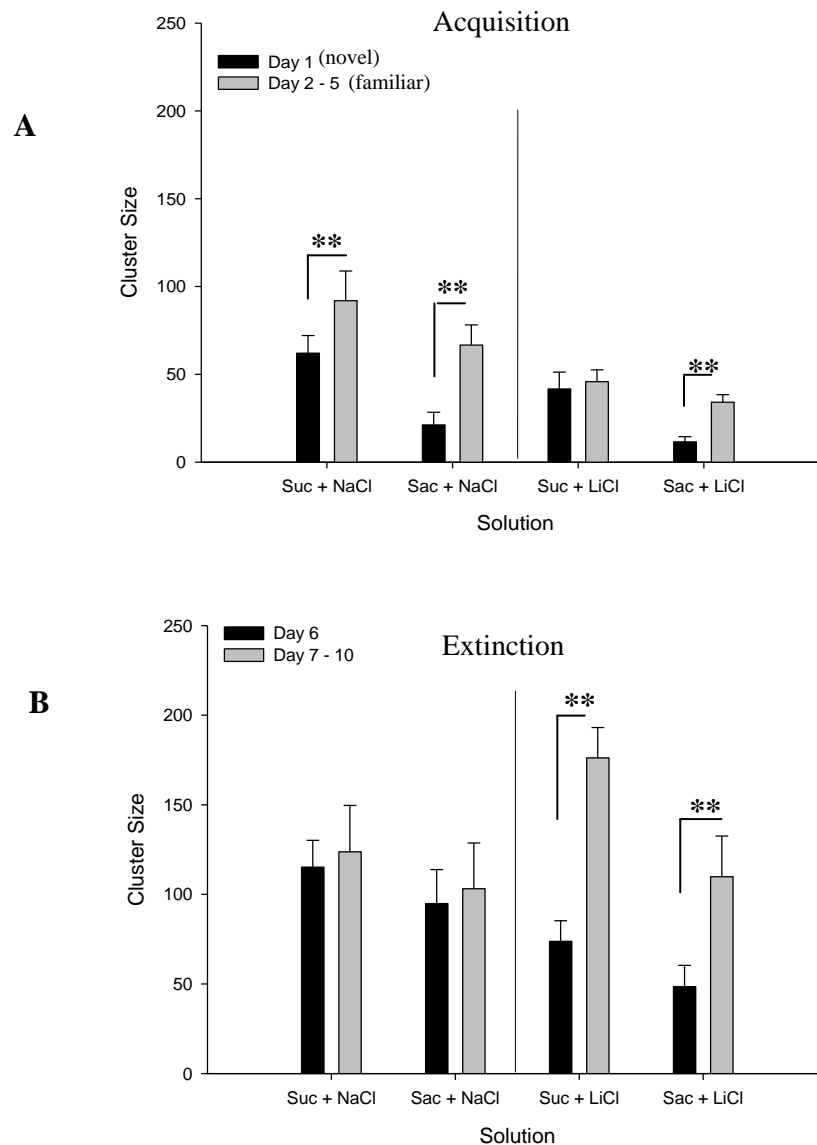 Acquisition
Day 1 (novel)
Day 2 - 5 (familiar)
A
250
200
150
100
50
0
Cluster Size
** ** **
Suc + NaCl Sac + NaCl Suc + LiCl Sac + LiCl
Solution
Extinction
Day 6
Day 7 - 10
B
250
200
150
100
50
0
Cluster Size
** **
Suc + NaCl Sac + NaCl Suc + LiCl Sac + LiCl
Solution